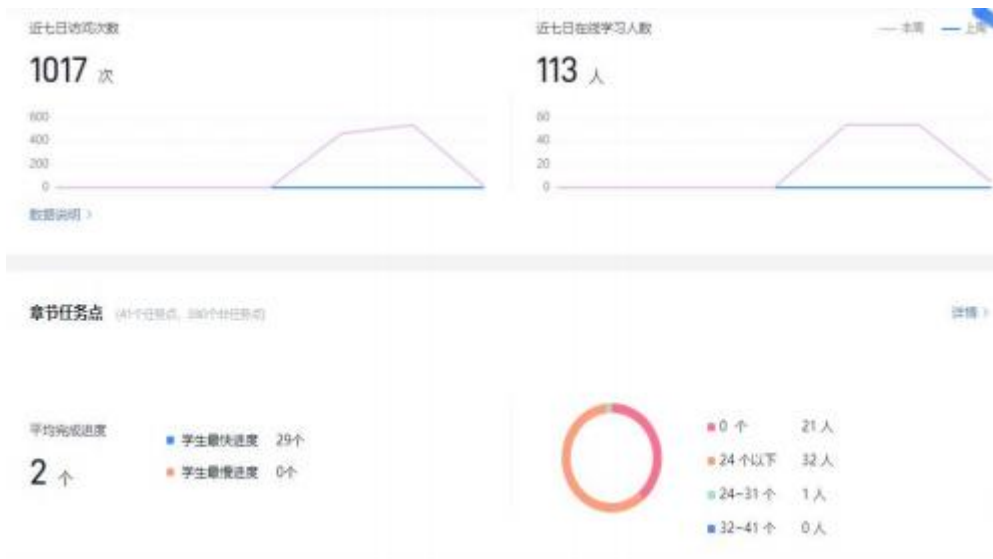 近七日访问次数
1017 次
600
400
200
0
数据说明 >
近七日在线学习人数
本周 上周
113 人
60
40
20
0
章节任务点
详情 >
平均完成进度
2 个
学生最快进度 29个
学生最慢进度 0个
0 个 21 人
24 个以下 32 人
24~31 个 1 人
32~41 个 0 人